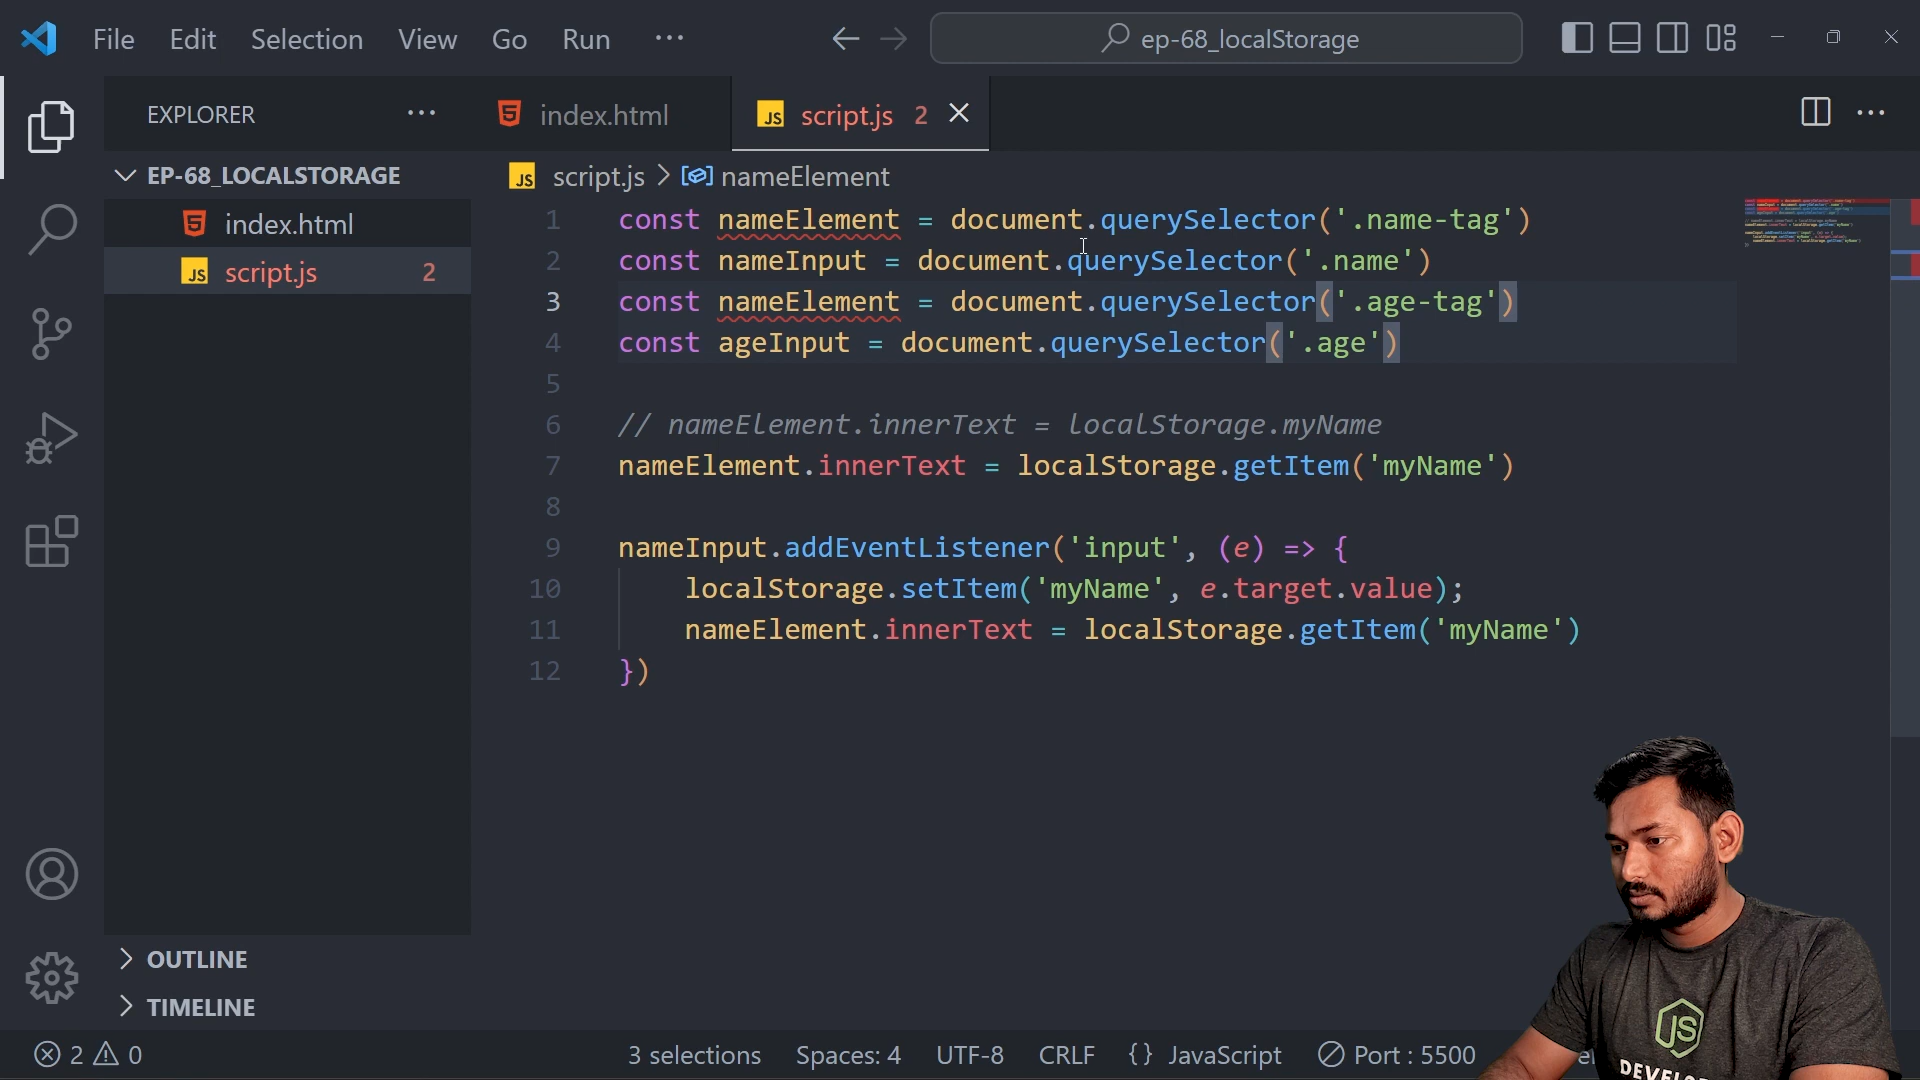 File Edit Selection View Go Run ··· ep-68_localStorage
EXPLORER ··· index.html JS script.js 2
EP-68_LOCALSTORAGE
JS script.js > nameElement
index.html
JS script.js 2
1 const nameElement = document.querySelector('.name-tag')
2 const nameInput = document.querySelector('.name')
3 const nameElement = document.querySelector('.age-tag')
4 const ageInput = document.querySelector('.age')
5
6 // nameElement.innerText = localStorage.myName
7 nameElement.innerText = localStorage.getItem('myName')
8
9 nameInput.addEventListener('input', (e) => {
10 localStorage.setItem('myName', e.target.value);
11 nameElement.innerText = localStorage.getItem('myName')
12 })
OUTLINE
TIMELINE
2 0 3 selections Spaces: 4 UTF-8 CRLF {} JavaScript Port : 5500
JS